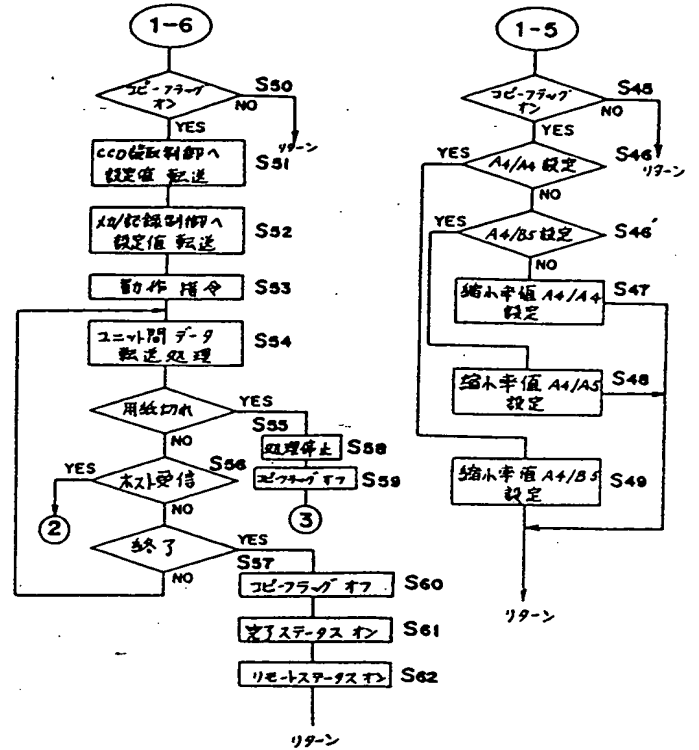 1-6
コピーフラッグ
オン
S50
NO
リターン
YES
CCD読取制御へ
設定値 転送
S51
メカ/記録制御へ
設定値 転送
S52
動作 指令
S53
ユニット間 データ
転送処理
S54
用紙切れ
YES
S55
NO
処理停止
S58
コピーフラッグ オフ
S59
3
YES
ホスト受信
S56
2
NO
終了
YES
S57
NO
コピーフラッグ オフ
S60
完了ステータス オン
S61
リモートステータス オン
S62
リターン
1-5
コピーフラッグ
オン
S45
NO
リターン
YES
YES
A4/A4 設定
S46
NO
YES
A4/B5 設定
S46'
NO
縮小率値 A4/A4
設定
S47
縮小率値 A4/A5
設定
S48
縮小率値 A4/B5
設定
S49
リターン